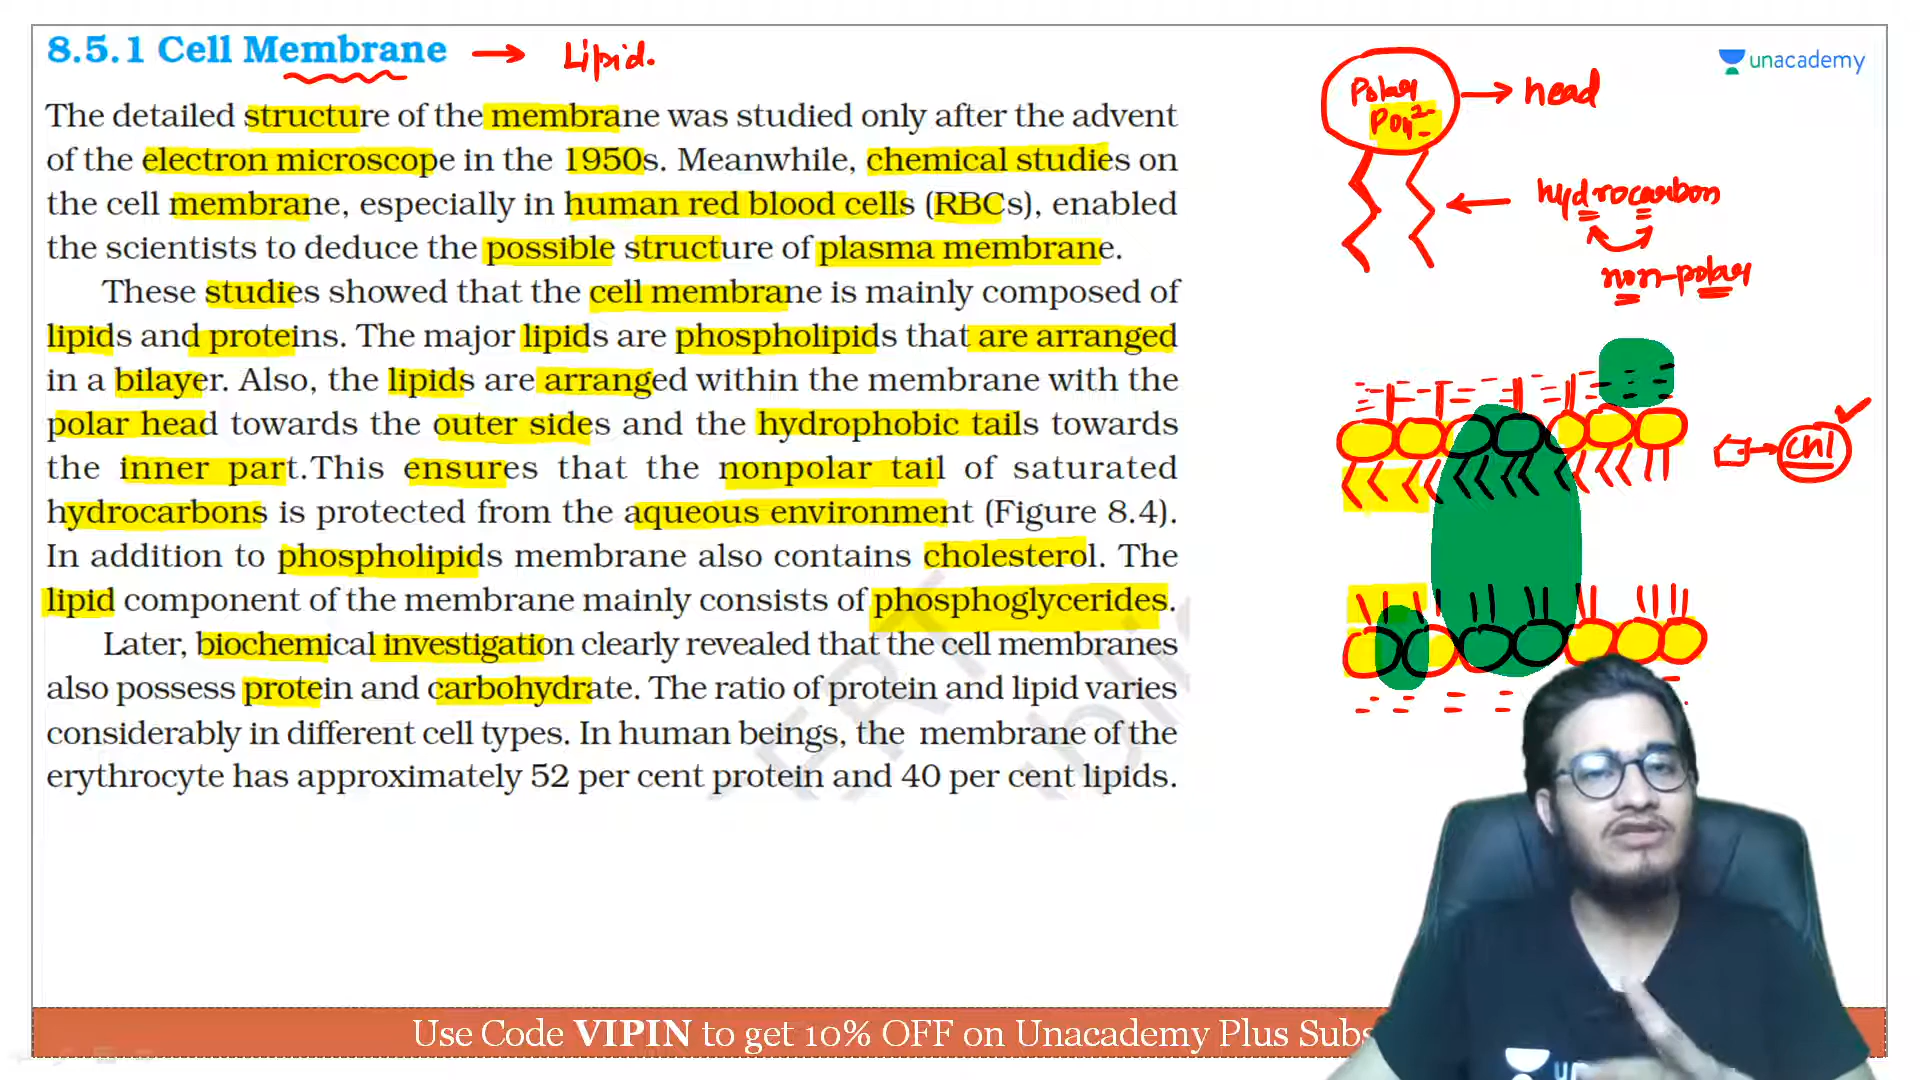 8.5.1 Cell Membrane → Lipid.
The detailed structure of the membrane was studied only after the advent
of the electron microscope in the 1950s. Meanwhile, chemical studies on
the cell membrane, especially in human red blood cells (RBCs), enabled
the scientists to deduce the possible structure of plasma membrane.
These studies showed that the cell membrane is mainly composed of
lipids and proteins. The major lipids are phospholipids that are arranged
in a bilayer. Also, the lipids are arranged within the membrane with the
polar head towards the outer sides and the hydrophobic tails towards
the inner part.This ensures that the nonpolar tail of saturated
hydrocarbons is protected from the aqueous environment (Figure 8.4).
In addition to phospholipids membrane also contains cholesterol. The
lipid component of the membrane mainly consists of phosphoglycerides.
Later, biochemical investigation clearly revealed that the cell membranes
also possess protein and carbohydrate. The ratio of protein and lipid varies
considerably in different cell types. In human beings, the membrane of the
erythrocyte has approximately 52 per cent protein and 40 per cent lipids.
unacademy
Polar → head
PO4 2-
hydrocarbon
non-polar
chl
Use Code VIPIN to get 10% OFF on Unacademy Plus Subs